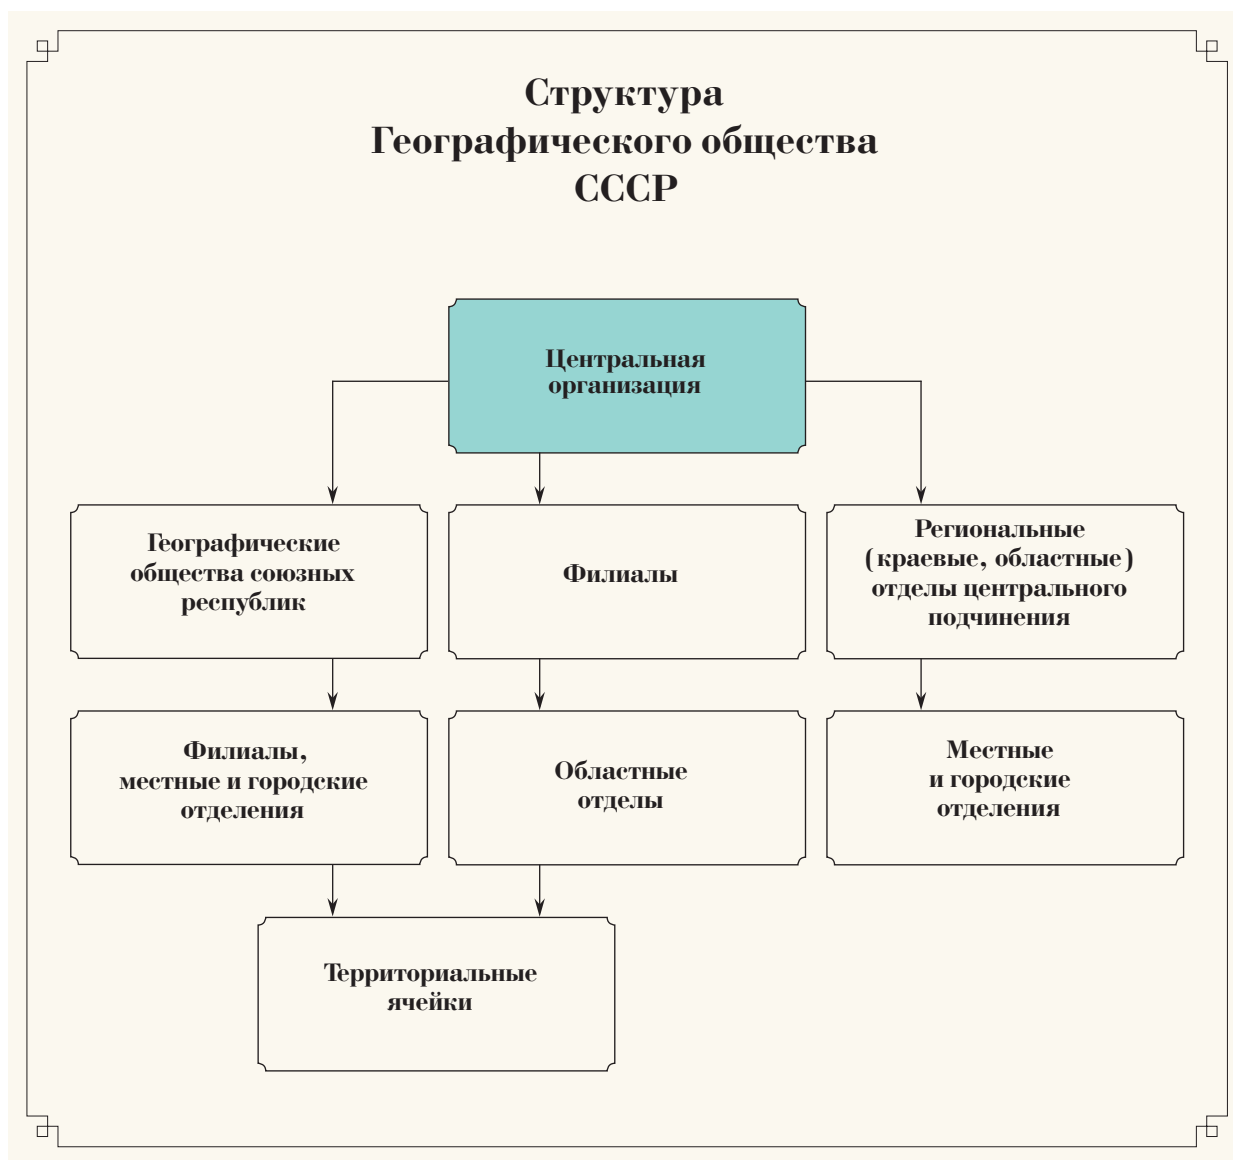 Структура
Географического общества
СССР
Центральная
организация
Географические
общества союзных
республик
Филиалы
Региональные
(краевые, областные)
отделы центрального
подчинения
Филиалы,
местные и городские
отделения
Областные
отделы
Местные
и городские
отделения
Территориальные
ячейки